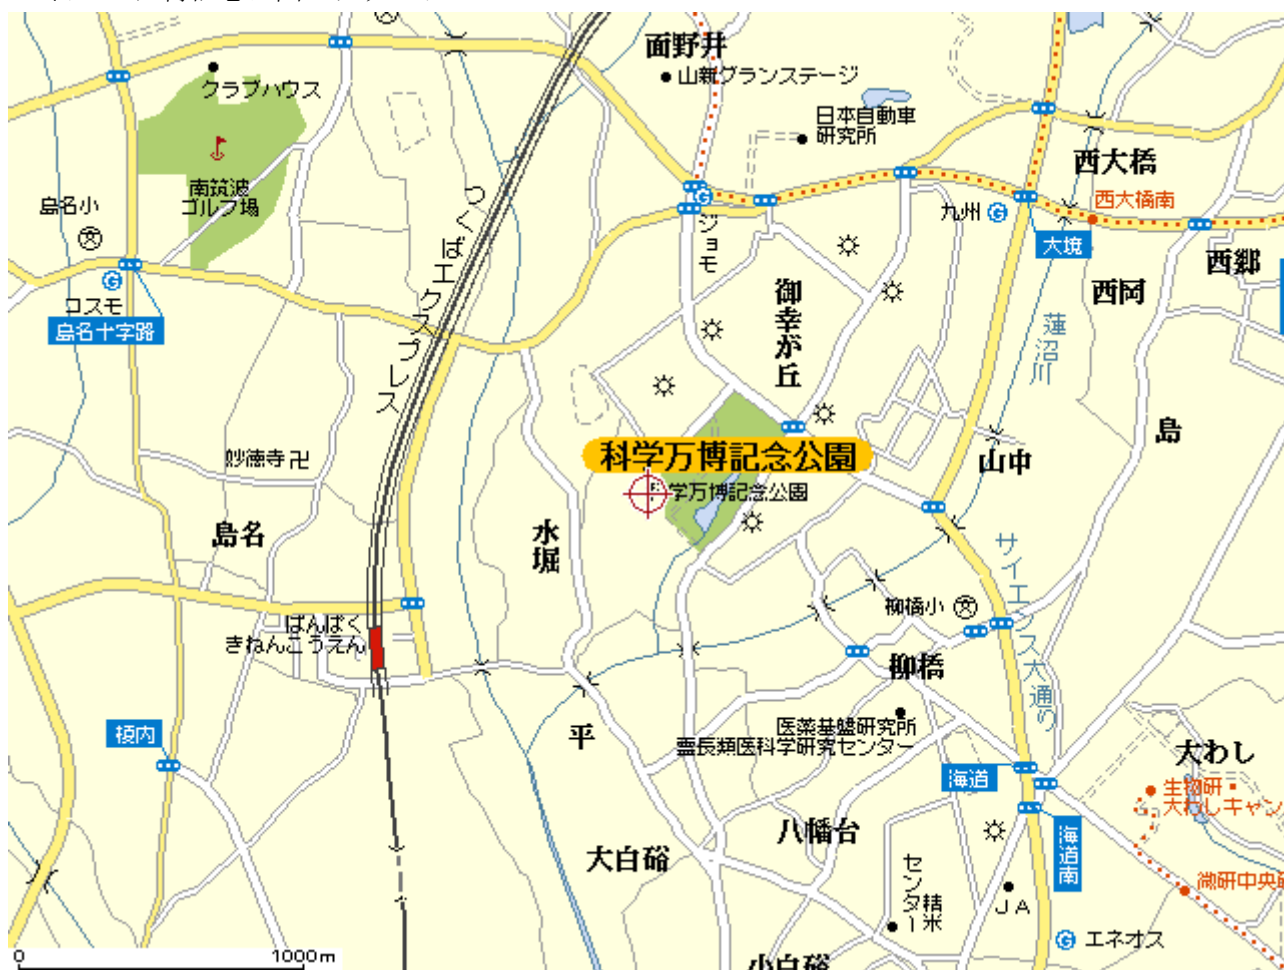 面野井
山新グランステージ
クラブハウス
日本自動車
研究所
西大橋
西大橋南
南筑波
ゴルフ場
島名小
九州
大境
西郷
ジョモ
つくばエクスプレス
コスモ
島名十字路
御幸が丘
西岡
蓮沼川
島
科学万博記念公園
学万博記念公園
山中
妙徳寺
島名
水堀
サイエンス大通り
柳橋小
ばんぱく
きねんこうえん
柳橋
榎内
平
医薬基盤研究所
霊長類医科学研究センター
大わし
海道
生物研・
大わしキャン
八幡台
大白硲
海道南
精米
センター
微研中央研
JA
エネオス
小白硲
0
1000m